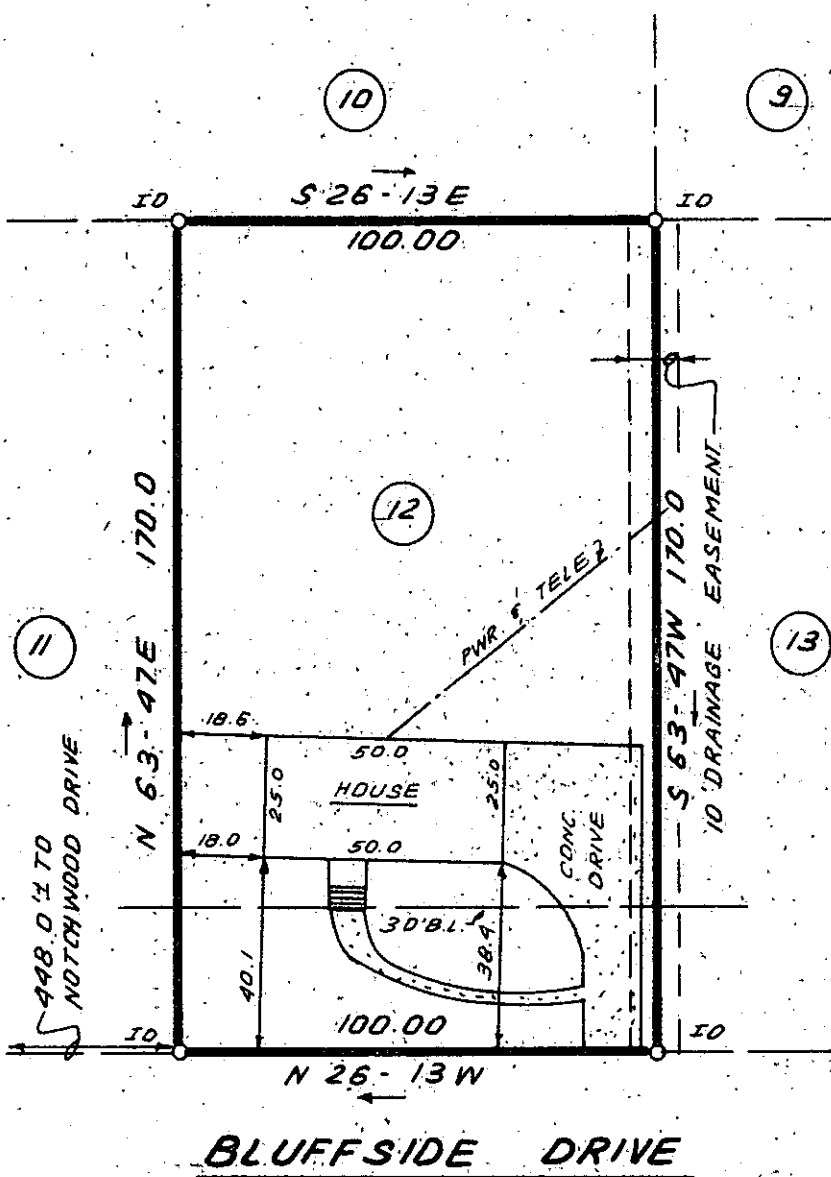 10
9
IO
S 26-13E
IO
100.00
N 63-47E 170.0
12
S 63-47W 170.0
10' DRAINAGE EASEMENT
PWR & TELE
11
13
18.6
50.0
25.0
HOUSE
25.0
CONC.
DRIVE
18.0
50.0
448.0'± TO
NOTCHWOOD DRIVE
30' B.L.
40.1
38.4
100.00
IO
IO
N 26-13 W
BLUFFSIDE DRIVE